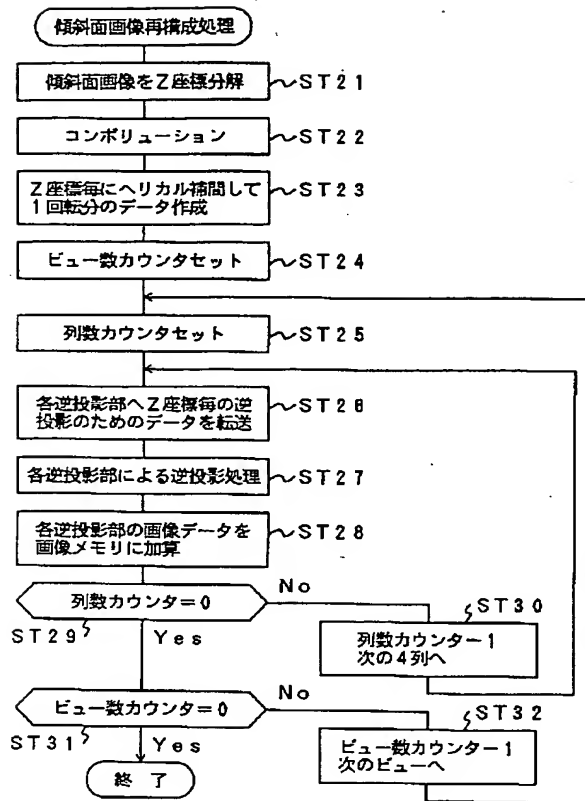 傾斜面画像再構成処理
傾斜面画像をZ座標分解
ST21
コンボリューション
ST22
Z座標毎にヘリカル補間して
1回転分のデータ作成
ST23
ビュー数カウンタセット
ST24
列数カウンタセット
ST25
各逆投影部へZ座標毎の逆
投影のためのデータを転送
ST26
各逆投影部による逆投影処理
ST27
各逆投影部の画像データを
画像メモリに加算
ST28
列数カウンタ=0
No
ST29
Yes
ST30
列数カウンター1
次の4列へ
ビュー数カウンタ=0
No
ST31
Yes
ST32
ビュー数カウンター1
次のビューへ
終了